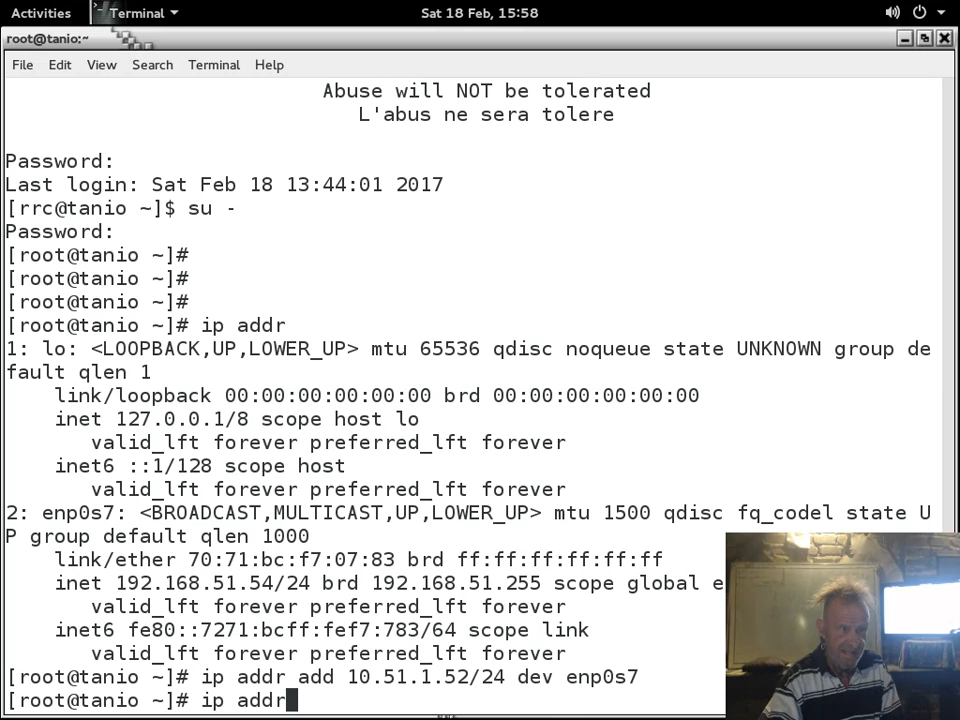 Activities Terminal Sat 18 Feb, 15:58
root@tanio:~
File Edit View Search Terminal Help
Abuse will NOT be tolerated
L'abus ne sera tolere
Password:
Last login: Sat Feb 18 13:44:01 2017
[rrc@tanio ~]$ su -
Password:
[root@tanio ~]#
[root@tanio ~]#
[root@tanio ~]#
[root@tanio ~]# ip addr
1: lo: <LOOPBACK,UP,LOWER_UP> mtu 65536 qdisc noqueue state UNKNOWN group de
fault qlen 1
link/loopback 00:00:00:00:00:00 brd 00:00:00:00:00:00
inet 127.0.0.1/8 scope host lo
valid_lft forever preferred_lft forever
inet6 ::1/128 scope host
valid_lft forever preferred_lft forever
2: enp0s7: <BROADCAST,MULTICAST,UP,LOWER_UP> mtu 1500 qdisc fq_codel state U
P group default qlen 1000
link/ether 70:71:bc:f7:07:83 brd ff:ff:ff:ff:ff:ff
inet 192.168.51.54/24 brd 192.168.51.255 scope global e
valid_lft forever preferred_lft forever
inet6 fe80::7271:bcff:fef7:783/64 scope link
valid_lft forever preferred_lft forever
[root@tanio ~]# ip addr add 10.51.1.52/24 dev enp0s7
[root@tanio ~]# ip addr